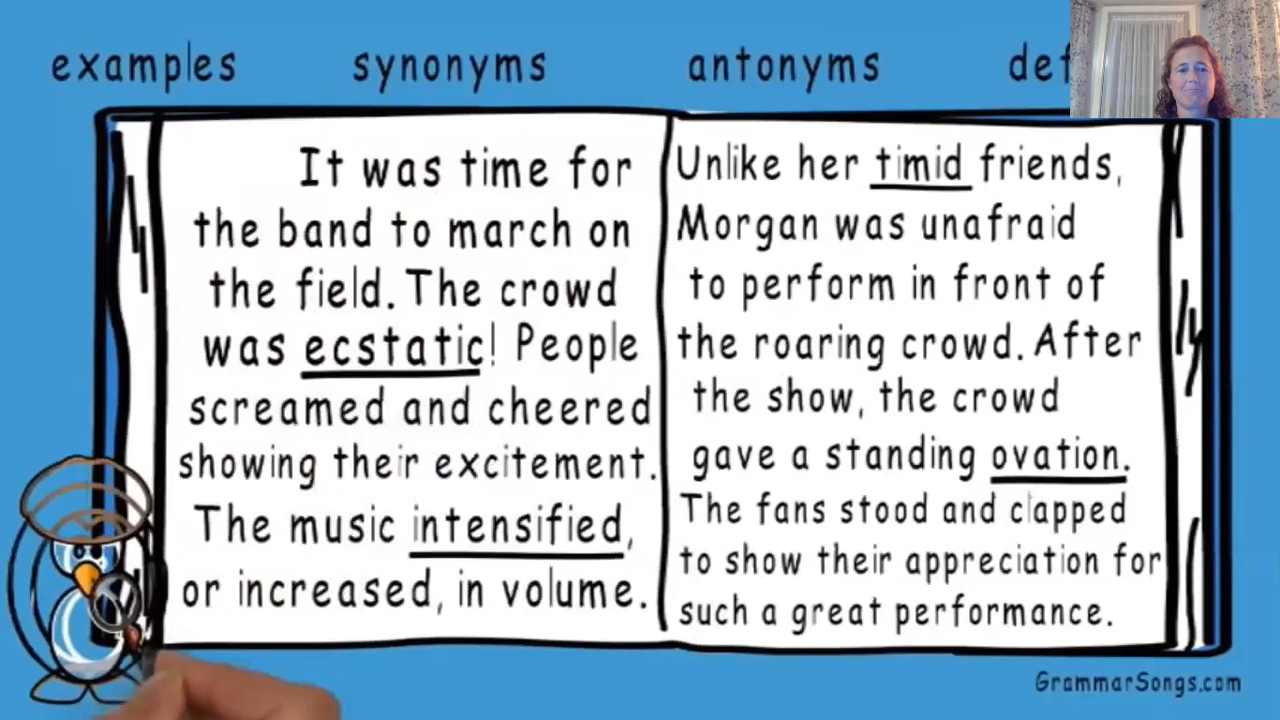 examples synonyms antonyms
It was time for
the band to march on
the field. The crowd
was ecstatic! People
screamed and cheered
showing their excitement.
The music intensified,
or increased, in volume.
Unlike her timid friends,
Morgan was unafraid
to perform in front of
the roaring crowd. After
the show, the crowd
gave a standing ovation.
The fans stood and clapped
to show their appreciation for
such a great performance.
GrammarSongs.com